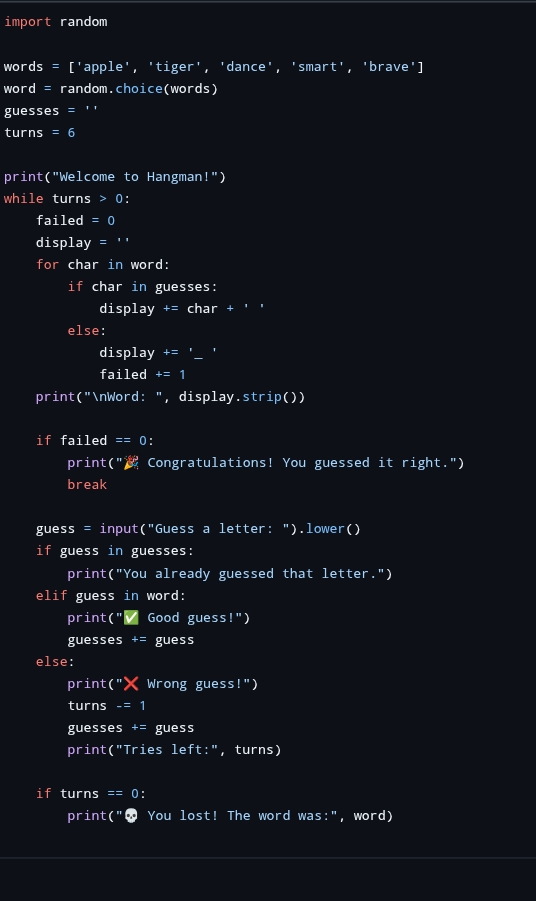 import random

words = ['apple', 'tiger', 'dance', 'smart', 'brave']
word = random.choice(words)
guesses = ''
turns = 6

print("Welcome to Hangman!")
while turns > 0:
    failed = 0
    display = ''
    for char in word:
        if char in guesses:
            display += char + ' '
        else:
            display += '_ '
            failed += 1
    print("\nWord: ", display.strip())

    if failed == 0:
        print("🎉 Congratulations! You guessed it right.")
        break

    guess = input("Guess a letter: ").lower()
    if guess in guesses:
        print("You already guessed that letter.")
    elif guess in word:
        print("✅ Good guess!")
        guesses += guess
    else:
        print("❌ Wrong guess!")
        turns -= 1
        guesses += guess
        print("Tries left:", turns)

    if turns == 0:
        print("💀 You lost! The word was:", word)